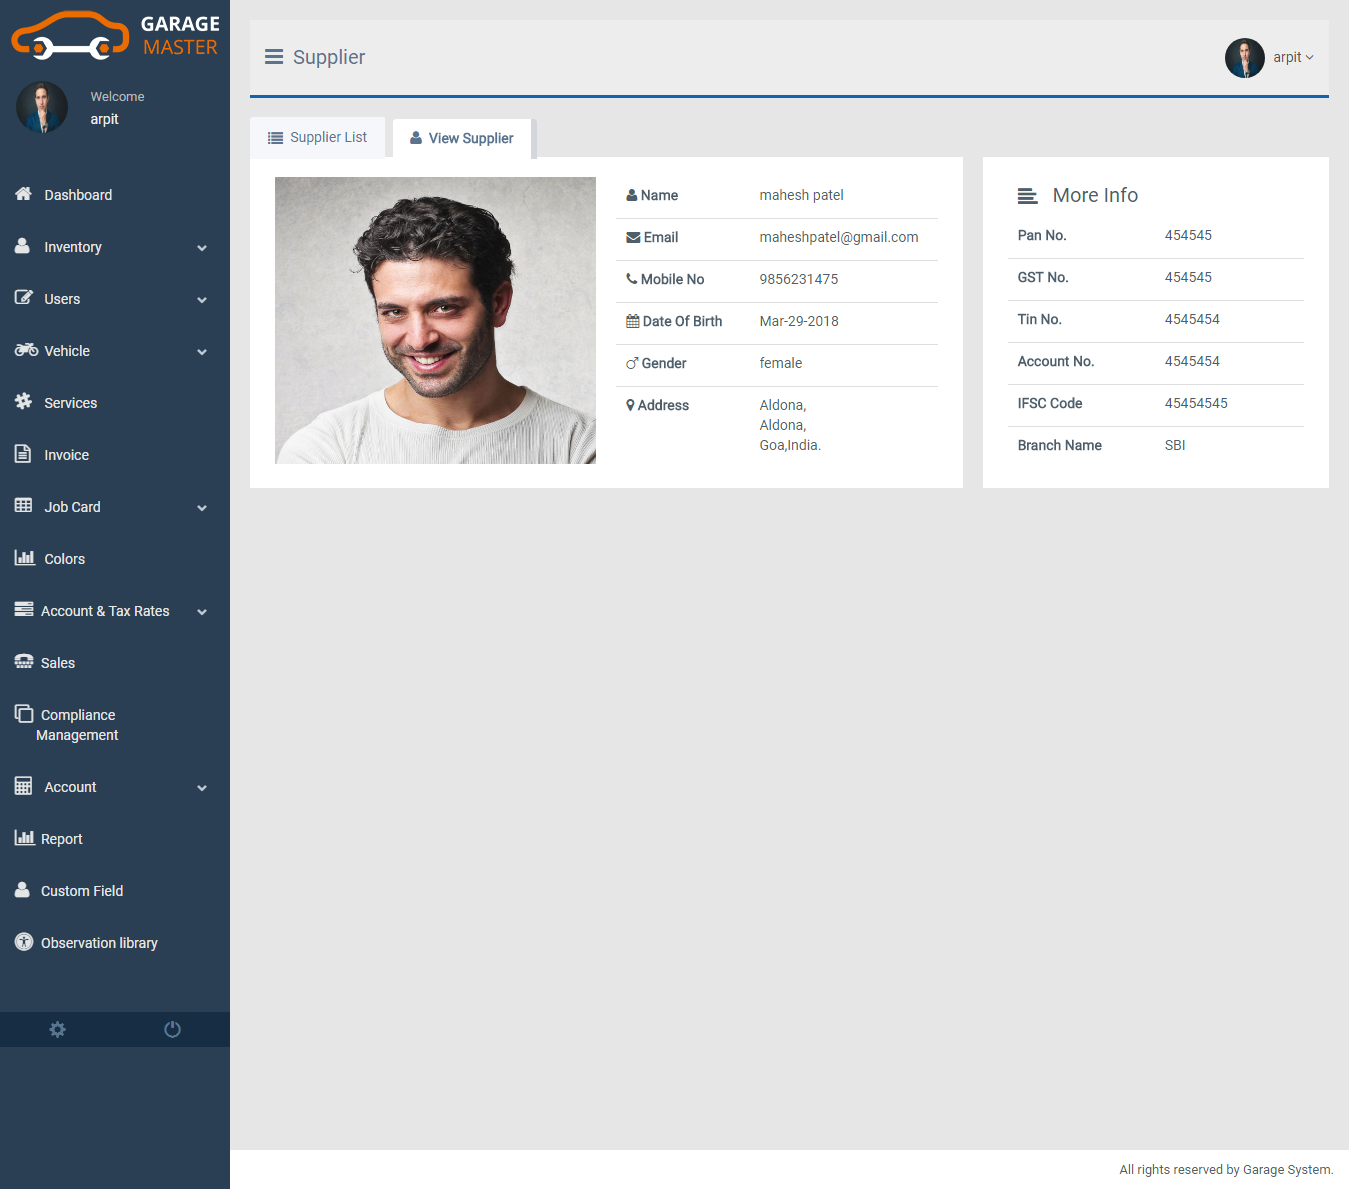 GARAGE
MASTER
Welcome
arpit
Dashboard
Inventory
Users
Vehicle
Services
Invoice
Job Card
Colors
Account & Tax Rates
Sales
Compliance
Management
Account
Report
Custom Field
Observation library
Supplier
arpit
Supplier List
View Supplier
Name mahesh patel
Email maheshpatel@gmail.com
Mobile No 9856231475
Date Of Birth Mar-29-2018
Gender female
Address Aldona,
Aldona,
Goa,India.
More Info
Pan No. 454545
GST No. 454545
Tin No. 4545454
Account No. 4545454
IFSC Code 45454545
Branch Name SBI
All rights reserved by Garage System.